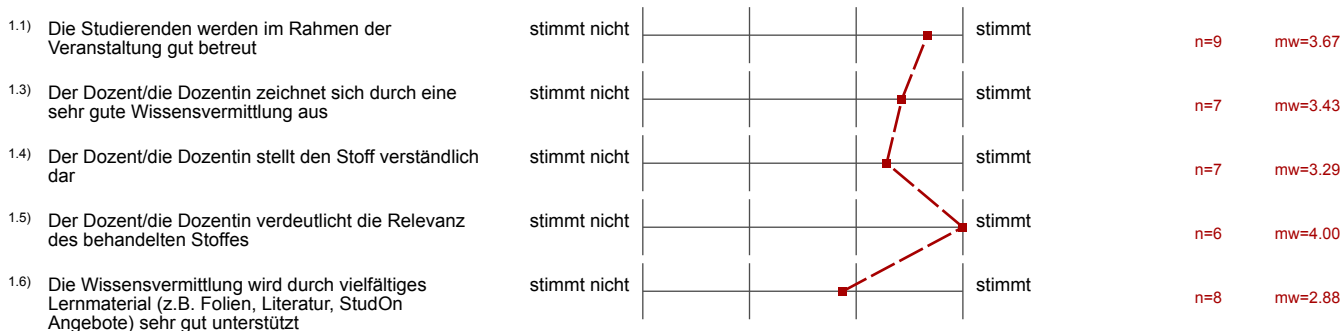 1.1) Die Studierenden werden im Rahmen der stimmt nicht stimmt
Veranstaltung gut betreut n=9 mw=3.67
1.3) Der Dozent/die Dozentin zeichnet sich durch eine stimmt nicht stimmt
sehr gute Wissensvermittlung aus n=7 mw=3.43
1.4) Der Dozent/die Dozentin stellt den Stoff verständlich stimmt nicht stimmt
dar n=7 mw=3.29
1.5) Der Dozent/die Dozentin verdeutlicht die Relevanz stimmt nicht stimmt
des behandelten Stoffes n=6 mw=4.00
1.6) Die Wissensvermittlung wird durch vielfältiges stimmt nicht stimmt
Lernmaterial (z.B. Folien, Literatur, StudOn n=8 mw=2.88
Angebote) sehr gut unterstützt